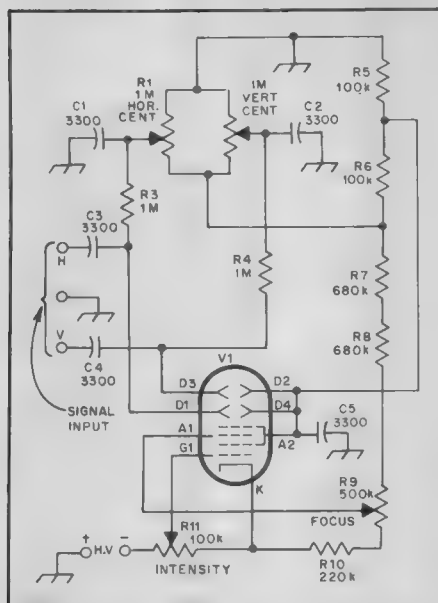 R1
1M
HOR.
CENT
1M
VERT
CENT
C1
3300
C2
3300
R5
100k
R6
100k
R3
1M
C3
3300
H
R4
1M
R7
680k
R8
680k
V
C4
3300
V1
SIGNAL
INPUT
D3
D2
D1
D4
A1
A2
G1
K
C5
3300
R9
500k
FOCUS
R11
100k
+
H.V
−
INTENSITY
R10
220k